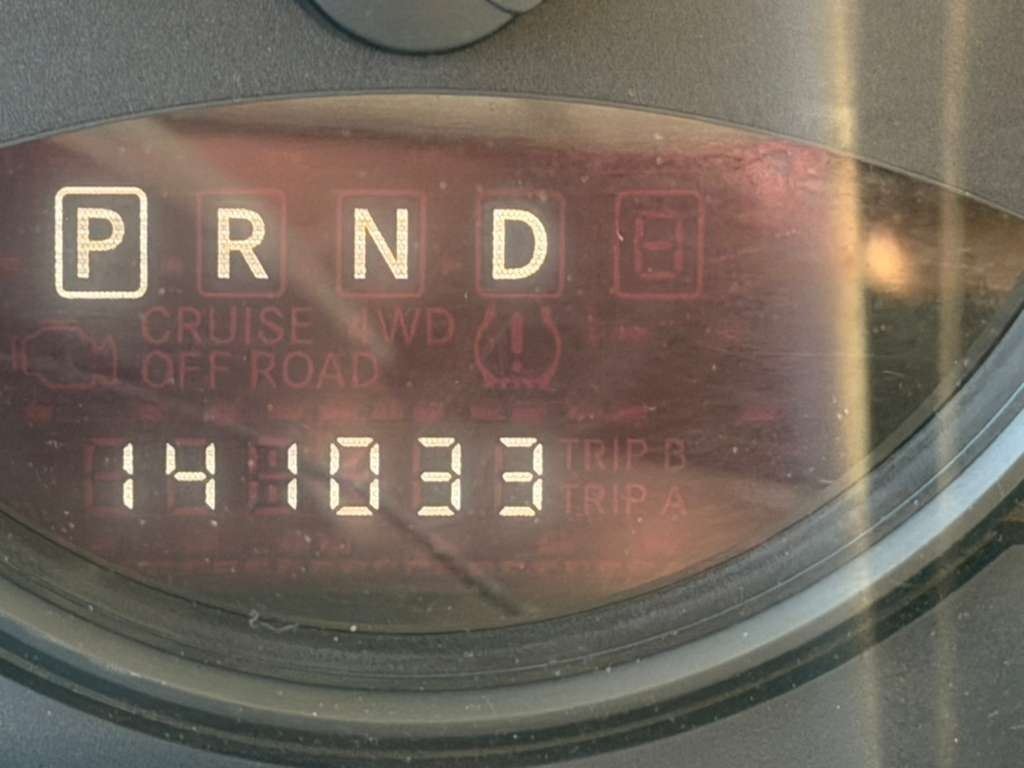 P R N D
CRUISE 4WD
OFF ROAD
141033
TRIP B
TRIP A